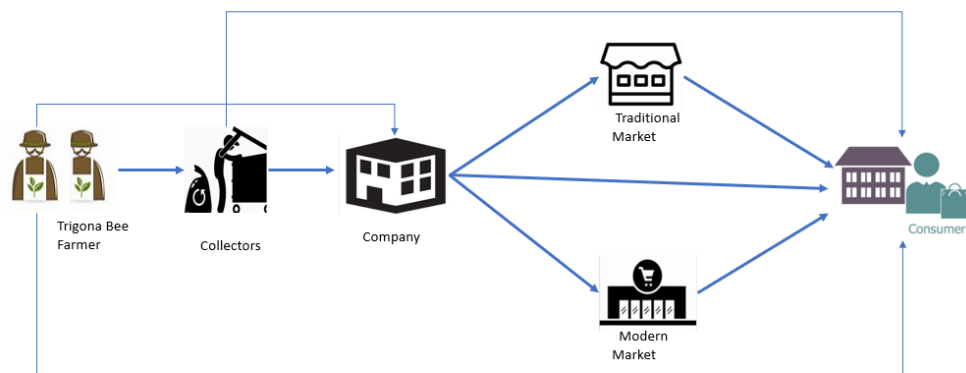 Trigona Bee
Farmer
Collectors
Company
Traditional
Market
Modern
Market
Consumer